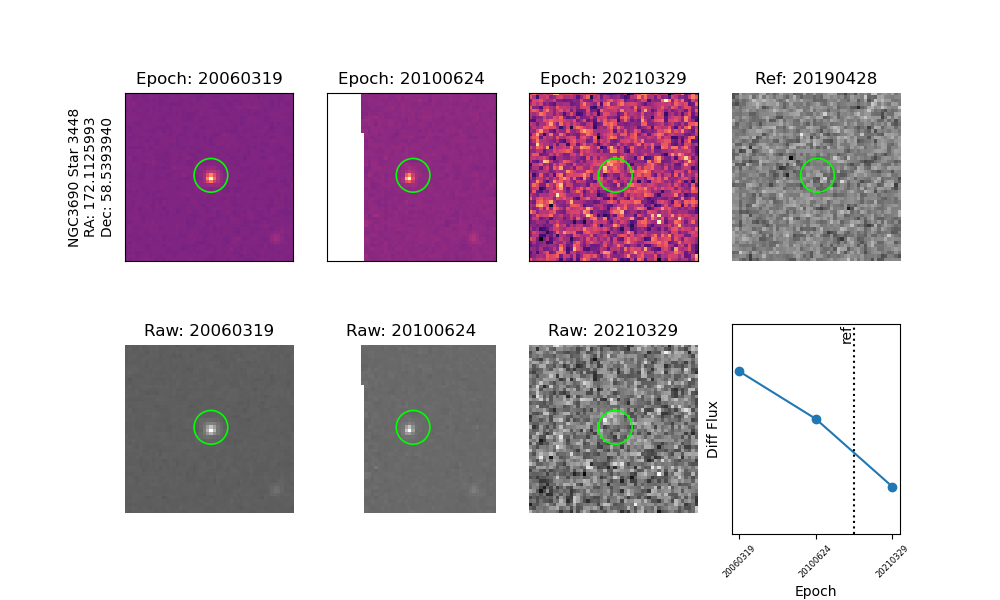 Epoch: 20060319
Epoch: 20100624
Epoch: 20210329
Ref: 20190428
NGC3690 Star 3448
RA: 172.1125993
Dec: 58.5393940
Raw: 20060319
Raw: 20100624
Raw: 20210329
ref
Diff Flux
20060319
20100624
20210329
Epoch